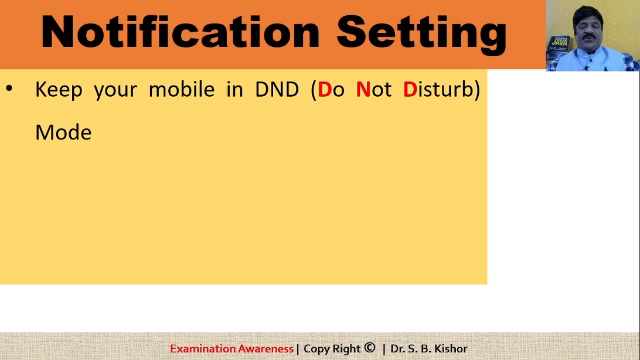 Notification Setting
• Keep your mobile in DND (Do Not Disturb)
Mode
Examination Awareness | Copy Right © | Dr. S. B. Kishor